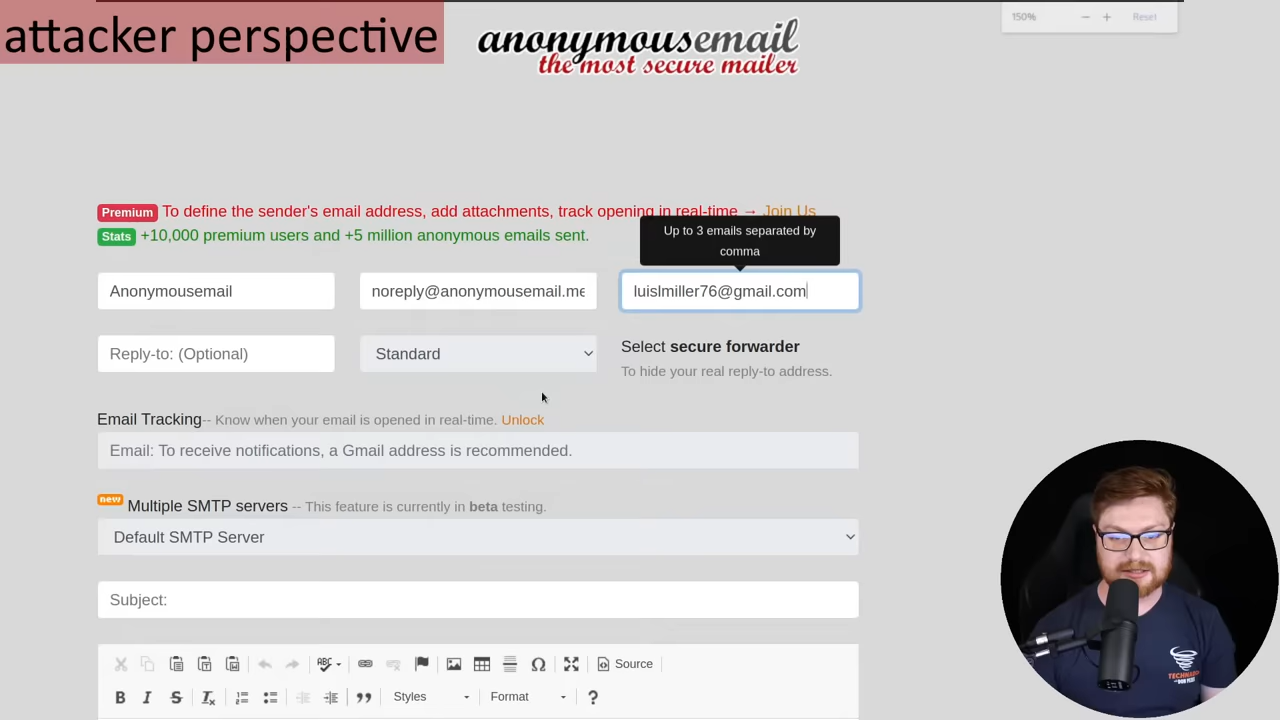 attacker perspective
anonymousemail
the most secure mailer
150%
Reset
Premium To define the sender's email address, add attachments, track opening in real-time → Join Us
Stats +10,000 premium users and +5 million anonymous emails sent.
Up to 3 emails separated by
comma
Anonymousemail
noreply@anonymousemail.me
luislmiller76@gmail.com
Reply-to: (Optional)
Standard
Select secure forwarder
To hide your real reply-to address.
Email Tracking-- Know when your email is opened in real-time. Unlock
Email: To receive notifications, a Gmail address is recommended.
new Multiple SMTP servers -- This feature is currently in beta testing.
Default SMTP Server
Subject:
ABC
Source
B I S Tx
Styles
Format
?